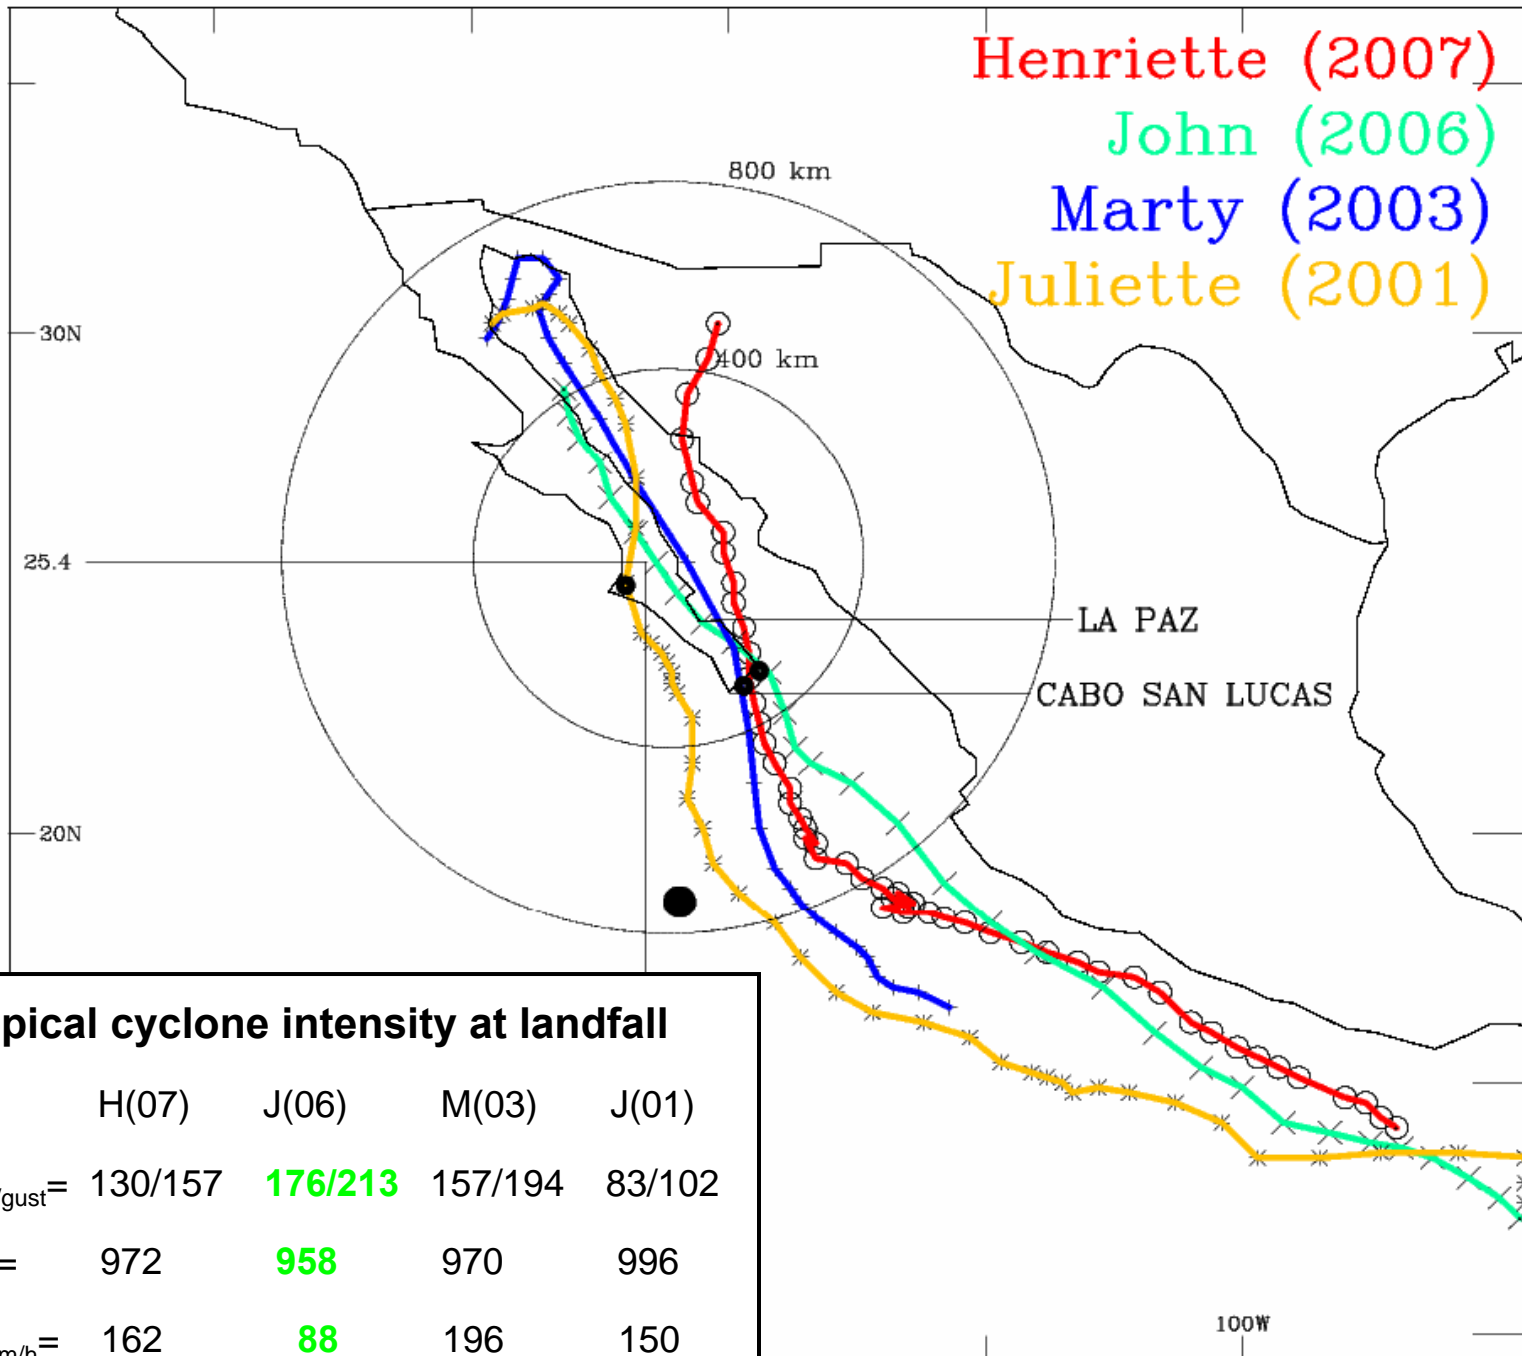 Henriette (2007)
John (2006)
800 km
Marty (2003)
Juliette (2001)
30N
400 km
25.4
LA PAZ
CABO SAN LUCAS
20N
pical cyclone intensity at landfall
H(07) J(06) M(03) J(01)
/gust= 130/157 176/213 157/194 83/102
= 972 958 970 996
100W
m/h= 162 88 196 150